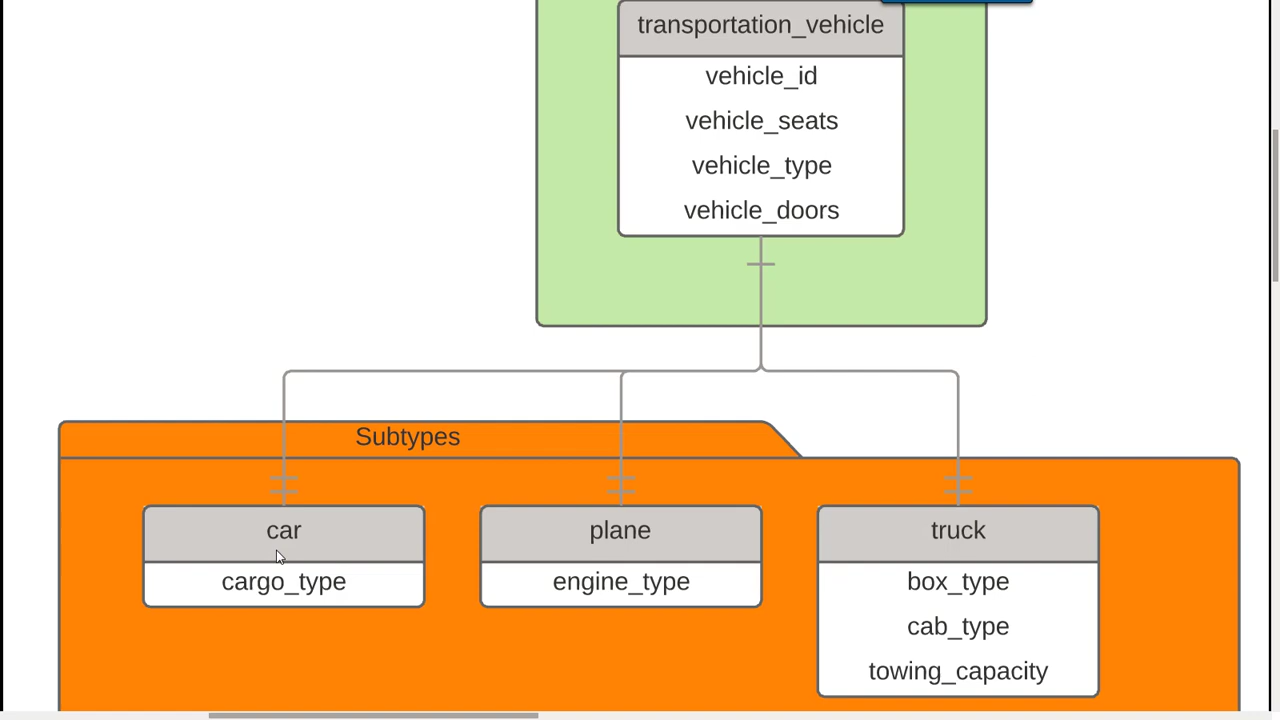 transportation_vehicle
vehicle_id
vehicle_seats
vehicle_type
vehicle_doors
Subtypes
car
cargo_type
plane
engine_type
truck
box_type
cab_type
towing_capacity